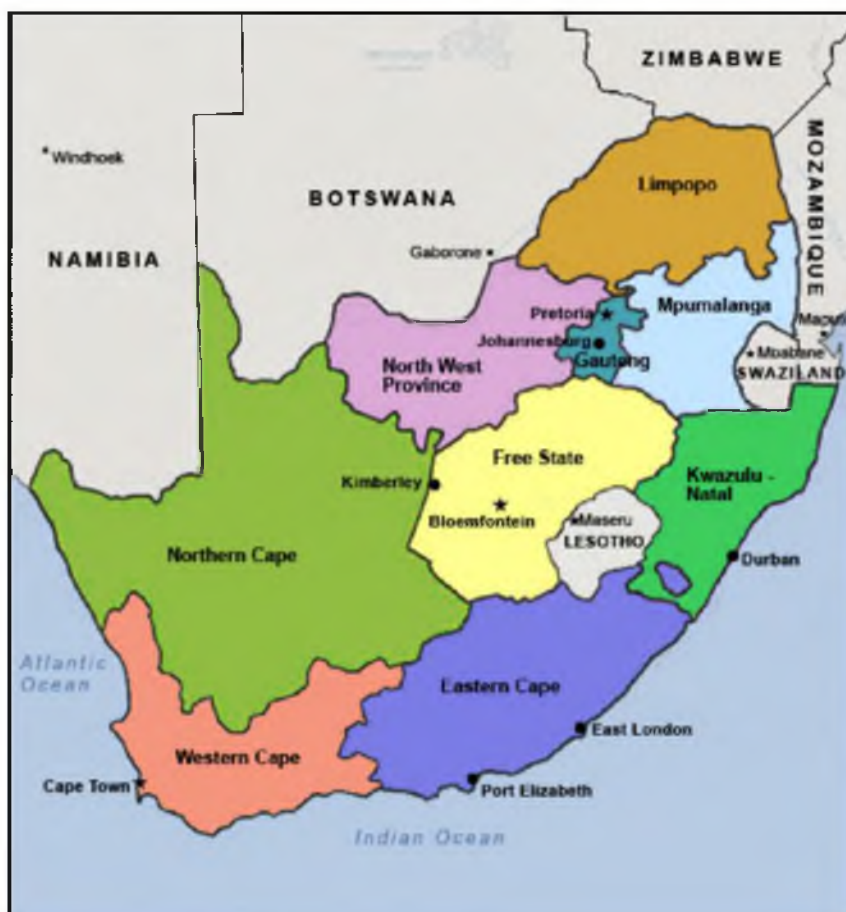 ZIMBABWE
MOZAMBIQUE
Windhoek
Limpopo
BOTSWANA
NAMIBIA
Gaborone
Pretoria
Mpumalanga
Johannesburg
Gauteng
North West
Province
Mbabane
SWAZILAND
Free State
Kimberley
Kwazulu -
Natal
Bloemfontein
Maseru
LESOTHO
Northern Cape
Durban
Atlantic
Ocean
Eastern Cape
East London
Western Cape
Cape Town
Port Elizabeth
Indian Ocean